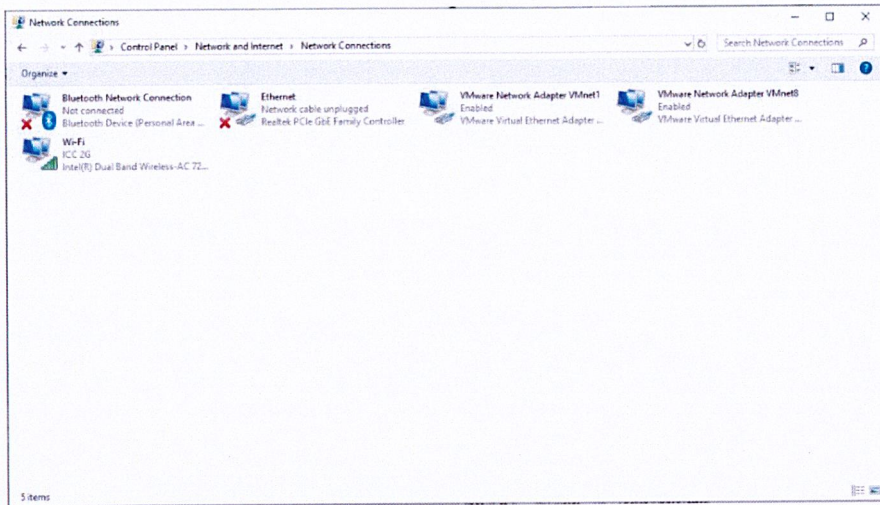 Network Connections
Control Panel › Network and Internet › Network Connections
Search Network Connections
Organize
Bluetooth Network Connection
Not connected
Bluetooth Device (Personal Area ...
Ethernet
Network cable unplugged
Realtek PCIe GbE Family Controller
VMware Network Adapter VMnet1
Enabled
VMware Virtual Ethernet Adapter ...
VMware Network Adapter VMnet8
Enabled
VMware Virtual Ethernet Adapter ...
Wi-Fi
ICC 2G
Intel(R) Dual Band Wireless-AC 72...
5 items